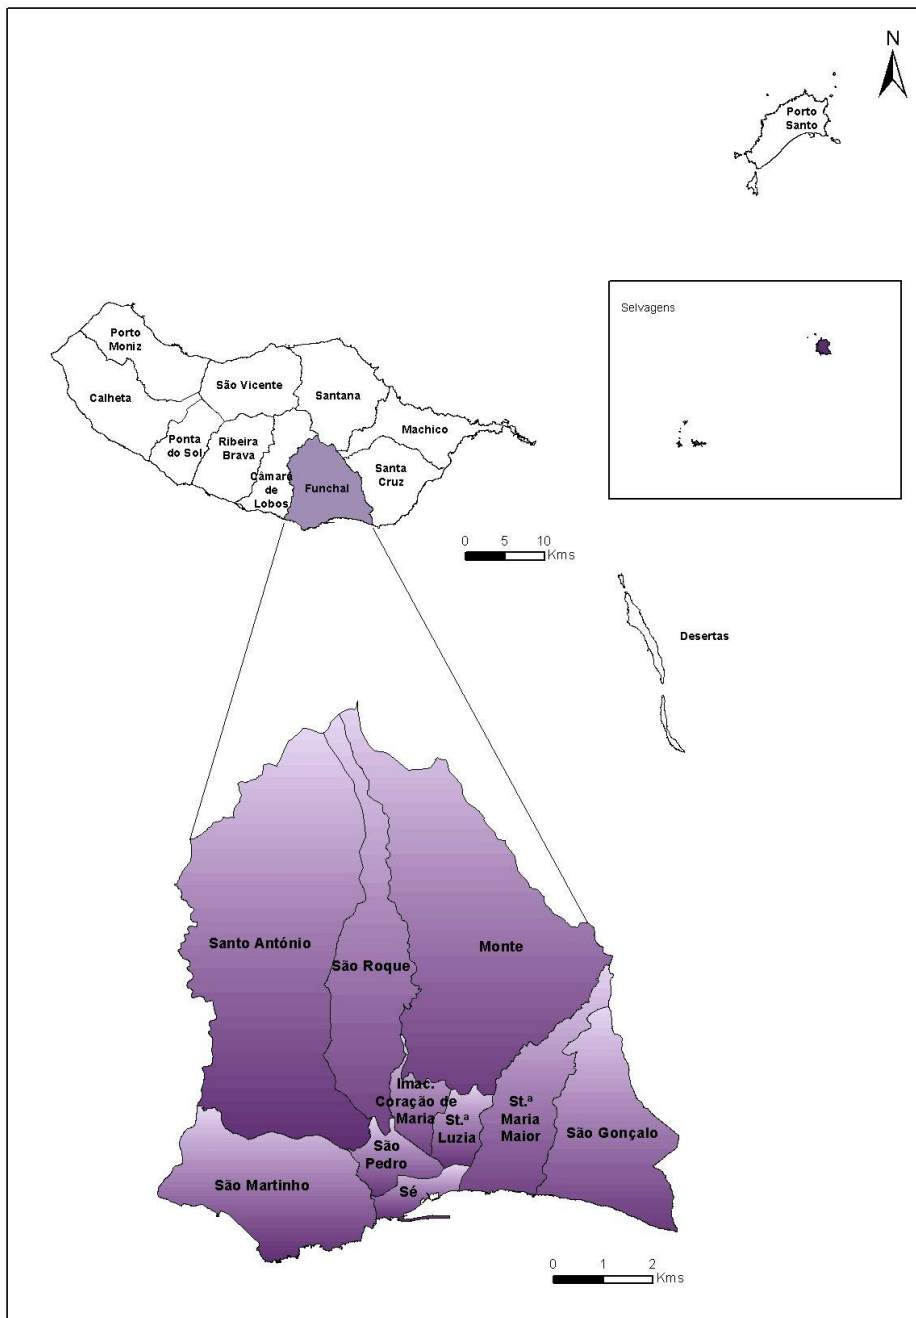 N
Porto
Santo
Selvagens
Porto
Moniz
São Vicente
Calheta
Santana
Machico
Ponta
do Sol
Ribeira
Brava
Santa
Cruz
Câmara
de
Lobos
Funchal
0 5 10
Kms
Desertas
Santo António
São Roque
Monte
Imac.
Coração de
Maria
St.ª
Luzia
St.ª
Maria
Maior
São Gonçalo
São
Pedro
São Martinho
Sé
0 1 2
Kms